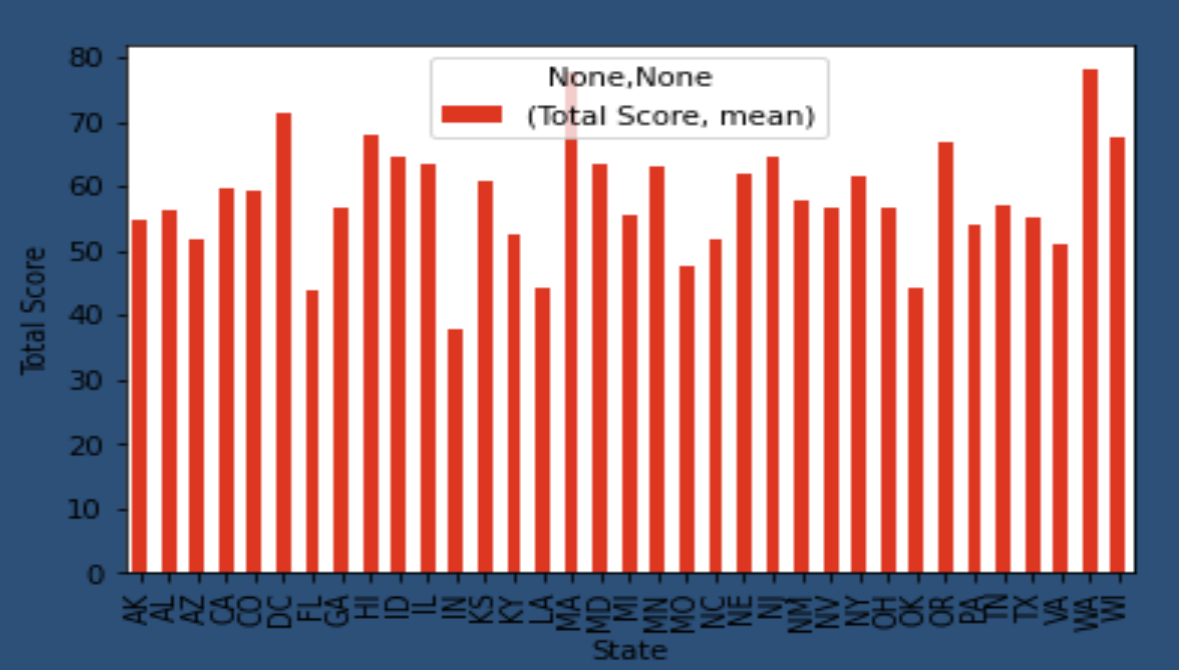 80
70
60
50
40
30
20
10
0
Total Score
None,None
(Total Score, mean)
AK AL AZ CA CO DC FL GA HI ID IL IN KS KY LA MA MD MI MN MO NC NE NJ NM NV NY OH OK OR PA TN TX VA WA WI
State